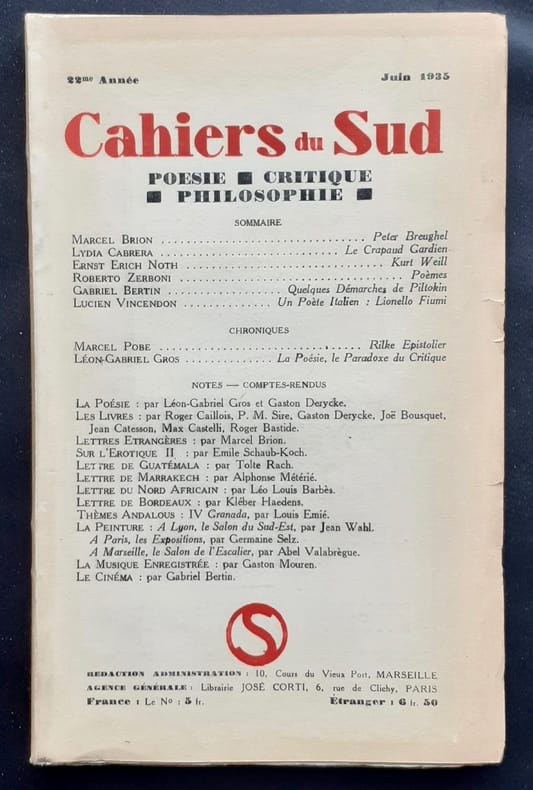 22me Année Juin 1935
Cahiers du Sud
POESIE ■ CRITIQUE
■ PHILOSOPHIE ■
SOMMAIRE
MARCEL BRION .............................. Peter Breughel
LYDIA CABRERA .......................... Le Crapaud Gardien
ERNST ERICH NOTH .................................. Kurt Weill
ROBERTO ZERBONI .................................... Poèmes
GABRIEL BERTIN ................. Quelques Démarches de Piltokin
LUCIEN VINCENDON .............. Un Poète Italien : Lionello Fiumi
CHRONIQUES
MARCEL POBE .................................. Rilke Epistolier
LÉON-GABRIEL GROS .............. La Poésie, le Paradoxe du Critique
NOTES — COMPTES-RENDUS
LA POÉSIE : par Léon-Gabriel Gros et Gaston Derycke.
LES LIVRES : par Roger Caillois, P. M. Sire, Gaston Derycke, Joë Bousquet,
Jean Catesson, Max Castelli, Roger Bastide.
LETTRES ETRANGÈRES : par Marcel Brion.
SUR L'EROTIQUE II : par Emile Schaub-Koch.
LETTRE DE GUATÉMALA : par Tolte Rach.
LETTRE DE MARRAKECH : par Alphonse Métérié.
LETTRE DU NORD AFRICAIN : par Léo Louis Barbès.
LETTRE DE BORDEAUX : par Kléber Haedens.
THÈMES ANDALOUS : IV Granada, par Louis Emié.
LA PEINTURE : A Lyon, le Salon du Sud-Est, par Jean Wahl.
A Paris, les Expositions, par Germaine Selz.
A Marseille, le Salon de l'Escalier, par Abel Valabrègue.
LA MUSIQUE ENREGISTRÉE : par Gaston Mouren.
LE CINÉMA : par Gabriel Bertin.
S
REDACTION ADMINISTRATION : 10, Cours du Vieux Port, MARSEILLE
AGENCE GÉNÉRALE : Librairie JOSÉ CORTI, 6, rue de Clichy, PARIS
France : Le No : 5 fr. Étranger : 6 fr. 50